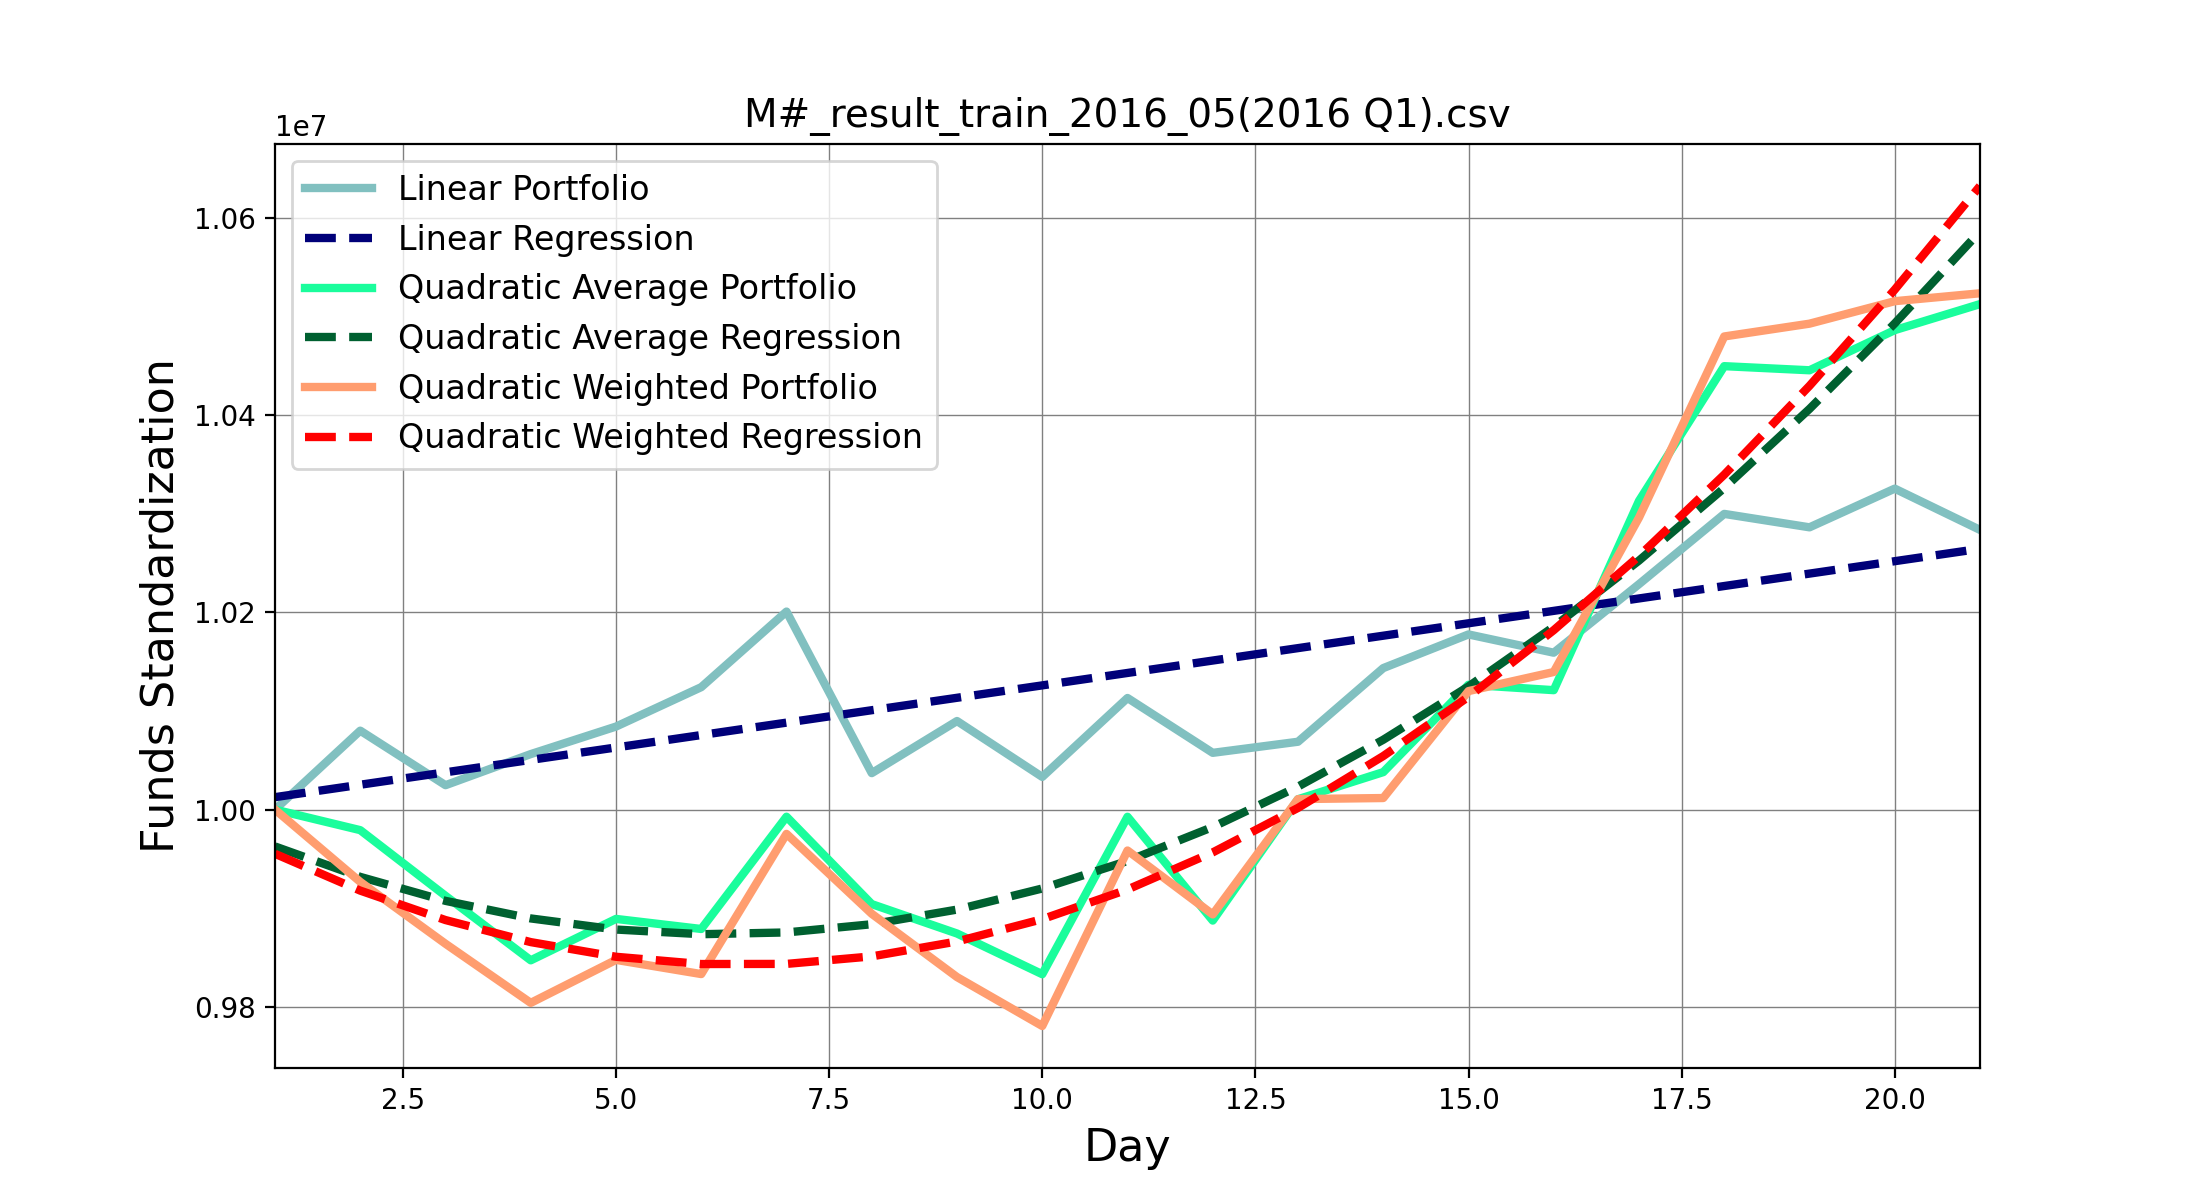 M#_result_train_2016_05(2016 Q1).csv
1e7
Linear Portfolio
Linear Regression
Quadratic Average Portfolio
Quadratic Average Regression
Quadratic Weighted Portfolio
Quadratic Weighted Regression
Funds Standardization
1.06
1.04
1.02
1.00
0.98
2.5 5.0 7.5 10.0 12.5 15.0 17.5 20.0
Day